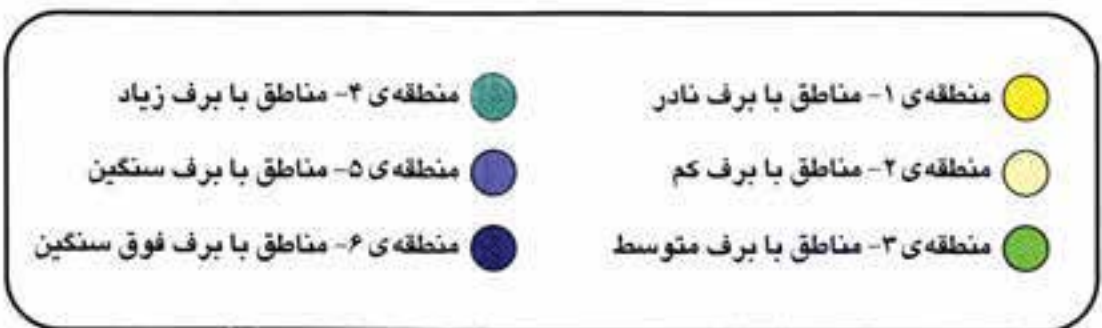 منطقه‌ی ۱- مناطق با برف نادر
منطقه‌ی ۲- مناطق با برف کم
منطقه‌ی ۳- مناطق با برف متوسط
منطقه‌ی ۴- مناطق با برف زیاد
منطقه‌ی ۵- مناطق با برف سنگین
منطقه‌ی ۶- مناطق با برف فوق سنگین